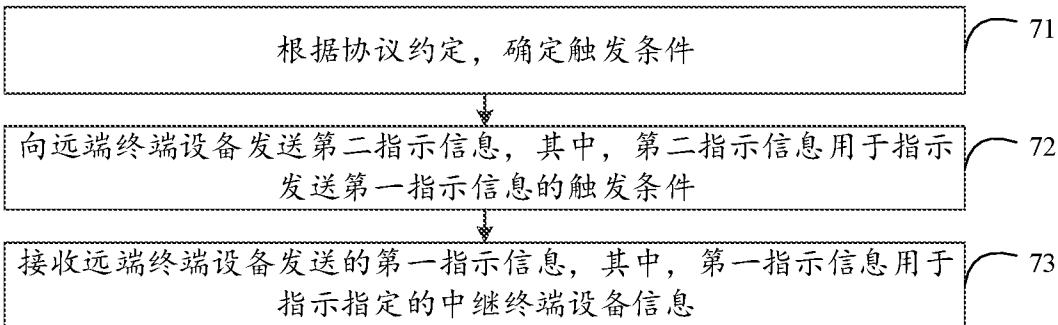 根据协议约定，确定触发条件
71
向远端终端设备发送第二指示信息，其中，第二指示信息用于指示
发送第一指示信息的触发条件
72
接收远端终端设备发送的第一指示信息，其中，第一指示信息用于
指示指定的中继终端设备信息
73